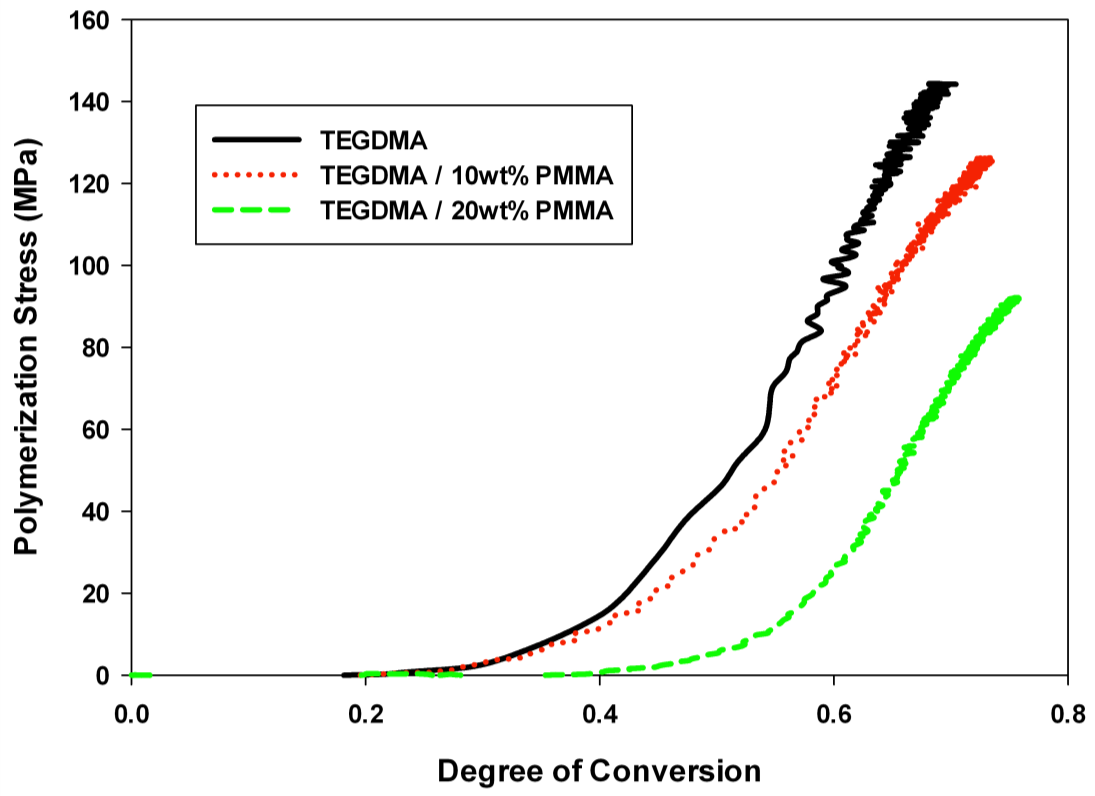 160
140
120
100
80
60
40
20
0
Polymerization Stress (MPa)
TEGDMA
TEGDMA / 10wt% PMMA
TEGDMA / 20wt% PMMA
0.0 0.2 0.4 0.6 0.8
Degree of Conversion